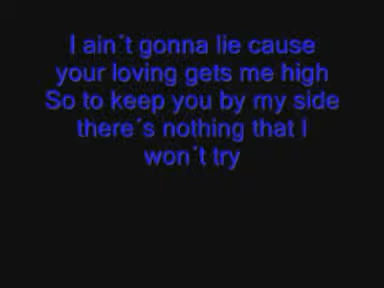 I ain´t gonna lie cause
your loving gets me high
So to keep you by my side
there´s nothing that I
won´t try